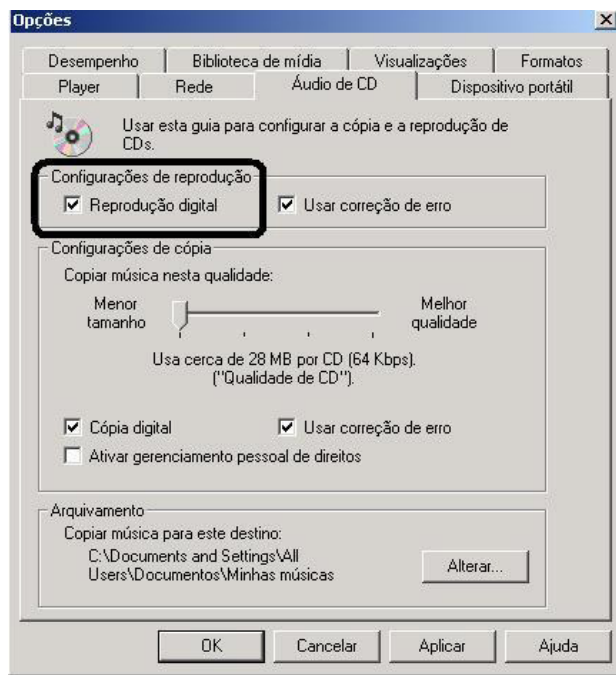 Opções
Desempenho Biblioteca de mídia Visualizações Formatos
Player Rede Áudio de CD Dispositivo portátil
Usar esta guia para configurar a cópia e a reprodução de
CDs.
Configurações de reprodução
Reprodução digital Usar correção de erro
Configurações de cópia
Copiar música nesta qualidade:
Menor Melhor
tamanho qualidade
Usa cerca de 28 MB por CD (64 Kbps).
("Qualidade de CD").
Cópia digital Usar correção de erro
Ativar gerenciamento pessoal de direitos
Arquivamento
Copiar música para este destino:
C:\Documents and Settings\All
Users\Documentos\Minhas músicas
Alterar...
OK Cancelar Aplicar Ajuda